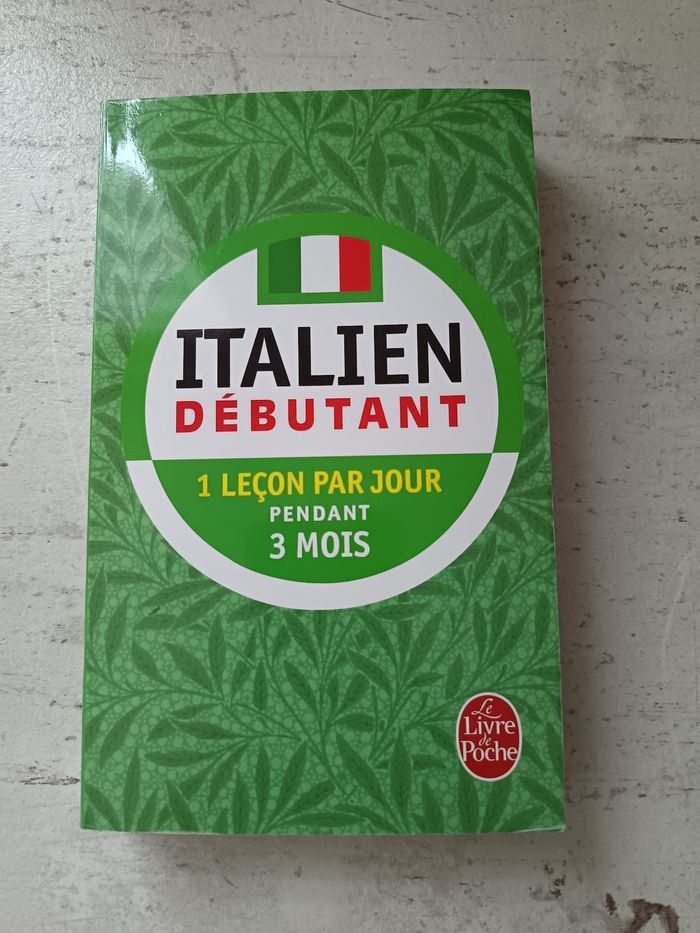 ITALIEN
DÉBUTANT
1 LEÇON PAR JOUR
PENDANT
3 MOIS
Le
Livre
de
Poche